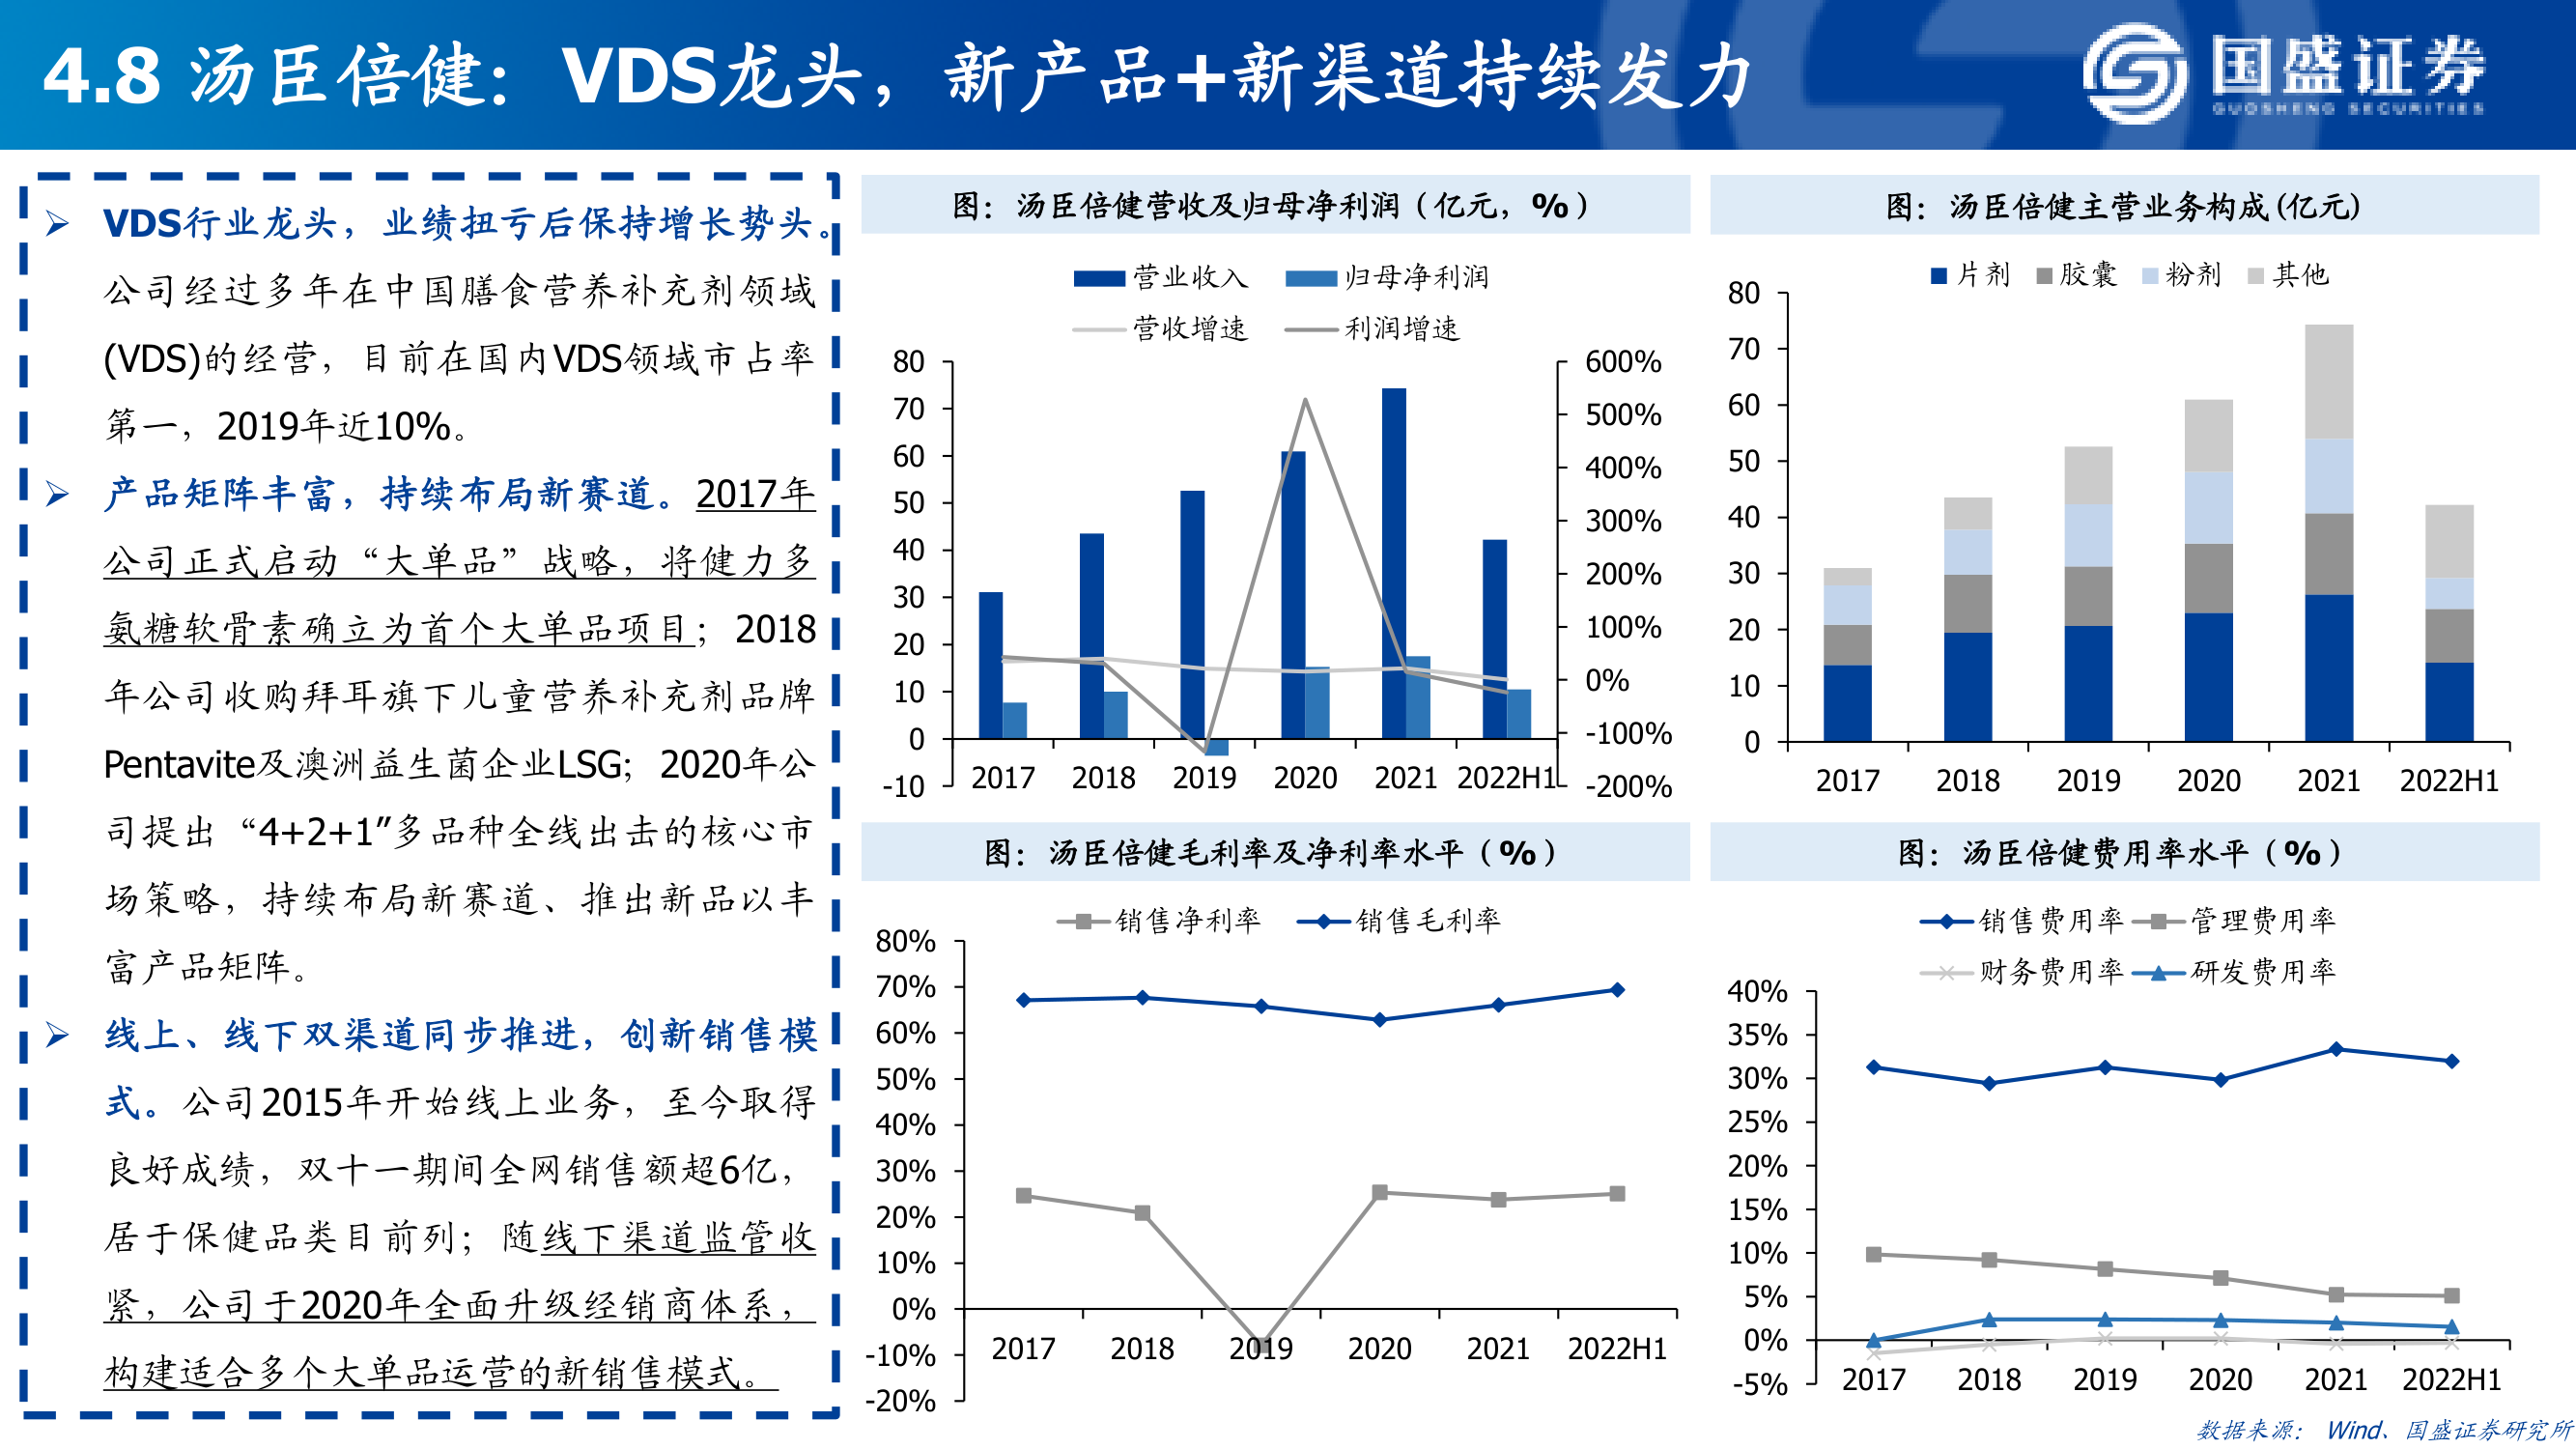 4.8 汤臣倍健：VDS龙头，新产品+新渠道持续发力
国盛证券
GUOSHENG SECURITIES
VDS行业龙头，业绩扭亏后保持增长势头。
公司经过多年在中国膳食营养补充剂领域
(VDS)的经营，目前在国内VDS领域市占率
第一，2019年近10%。
产品矩阵丰富，持续布局新赛道。2017年
公司正式启动“大单品”战略，将健力多
氨糖软骨素确立为首个大单品项目；2018
年公司收购拜耳旗下儿童营养补充剂品牌
Pentavite及澳洲益生菌企业LSG；2020年公
司提出“4+2+1”多品种全线出击的核心市
场策略，持续布局新赛道、推出新品以丰
富产品矩阵。
线上、线下双渠道同步推进，创新销售模
式。公司2015年开始线上业务，至今取得
良好成绩，双十一期间全网销售额超6亿，
居于保健品类目前列；随线下渠道监管收
紧，公司于2020年全面升级经销商体系，
构建适合多个大单品运营的新销售模式。
图：汤臣倍健营收及归母净利润（亿元，%）
营业收入 归母净利润
营收增速 利润增速
80
70
60
50
40
30
20
10
0
-10
600%
500%
400%
300%
200%
100%
0%
-100%
-200%
2017 2018 2019 2020 2021 2022H1
图：汤臣倍健主营业务构成(亿元)
片剂 胶囊 粉剂 其他
80
70
60
50
40
30
20
10
0
2017 2018 2019 2020 2021 2022H1
图：汤臣倍健毛利率及净利率水平（%）
销售净利率 销售毛利率
80%
70%
60%
50%
40%
30%
20%
10%
0%
-10%
-20%
2017 2018 2019 2020 2021 2022H1
图：汤臣倍健费用率水平（%）
销售费用率 管理费用率
财务费用率 研发费用率
40%
35%
30%
25%
20%
15%
10%
5%
0%
-5%
2017 2018 2019 2020 2021 2022H1
数据来源：Wind、国盛证券研究所